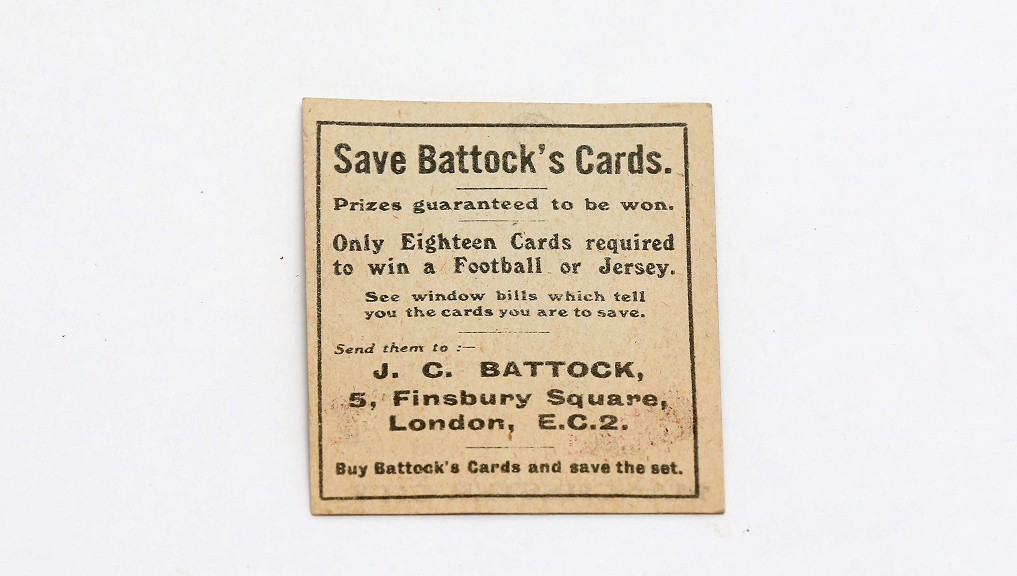 Save Battock's Cards.
Prizes guaranteed to be won.
Only Eighteen Cards required
to win a Football or Jersey.
See window bills which tell
you the cards you are to save.
Send them to :—
J. C. BATTOCK,
5, Finsbury Square,
London, E.C.2.
Buy Battock's Cards and save the set.